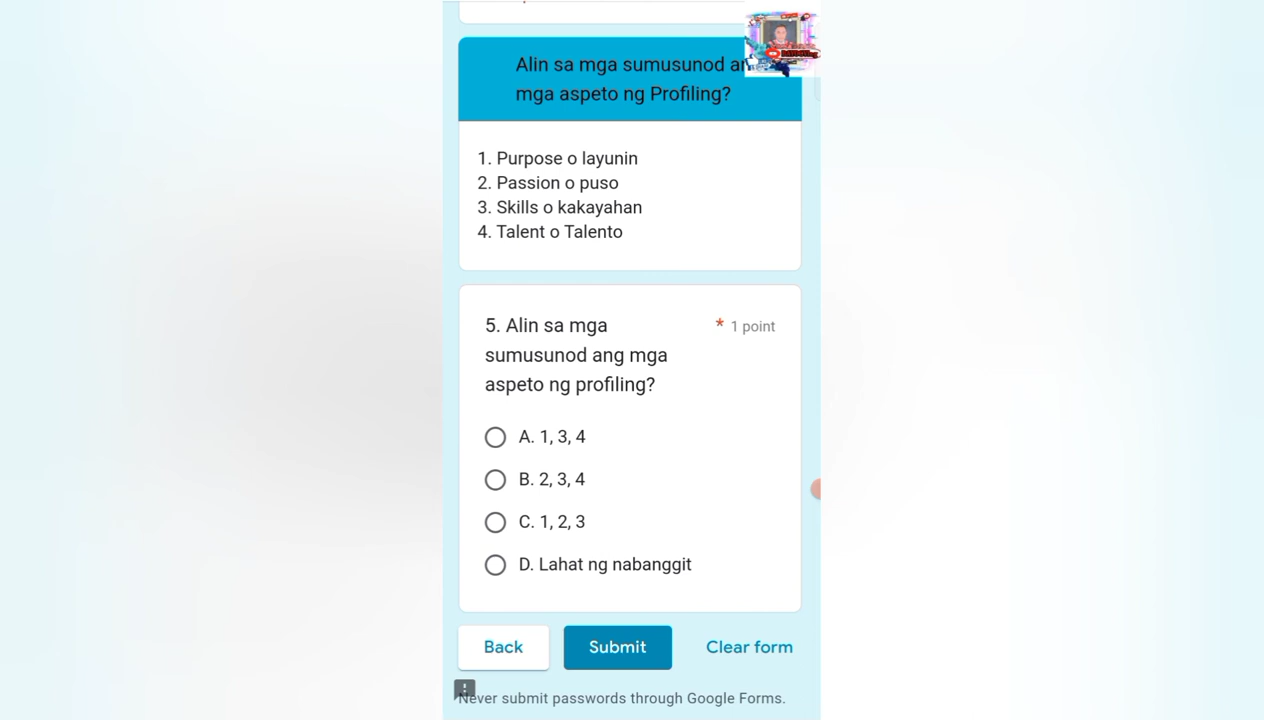 Alin sa mga sumusunod
mga aspeto ng Profiling?
1. Purpose o layunin
2. Passion o puso
3. Skills o kakayahan
4. Talent o Talento
5. Alin sa mga
* 1 point
sumusunod ang mga
aspeto ng profiling?
A. 1, 3, 4
B. 2, 3, 4
C. 1, 2, 3
D. Lahat ng nabanggit
Back
Submit
Clear form
Never submit passwords through Google Forms.